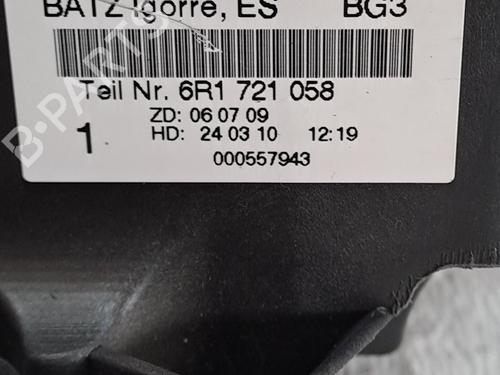 BATZ Igorre, ES BG3
Teil Nr. 6R1 721 058
ZD: 06 07 09
1 HD: 24 03 10 12:19
000557943
B-PARTS